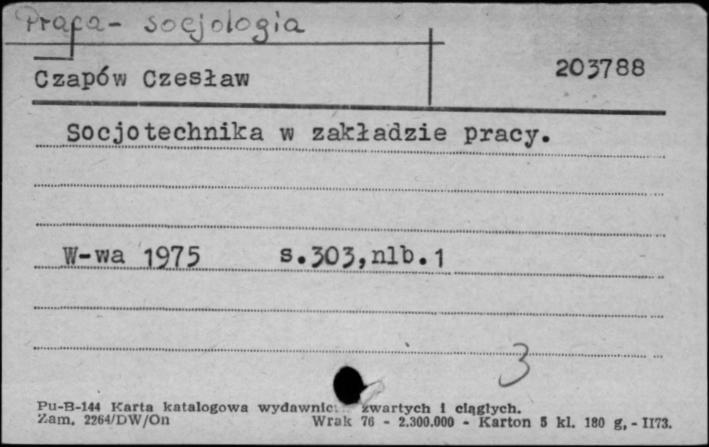 Praca - socjologia
Czapów Czesław 203788
Socjotechnika w zakładzie pracy.
W-wa 1975 s.303,nlb.1
3
Pu-B-144 Karta katalogowa zwartych i ciągłych.
Zam. 2264/DW/On Wrak 76 - 2.300.000 - Karton 5 kl. 180 g, - II73.